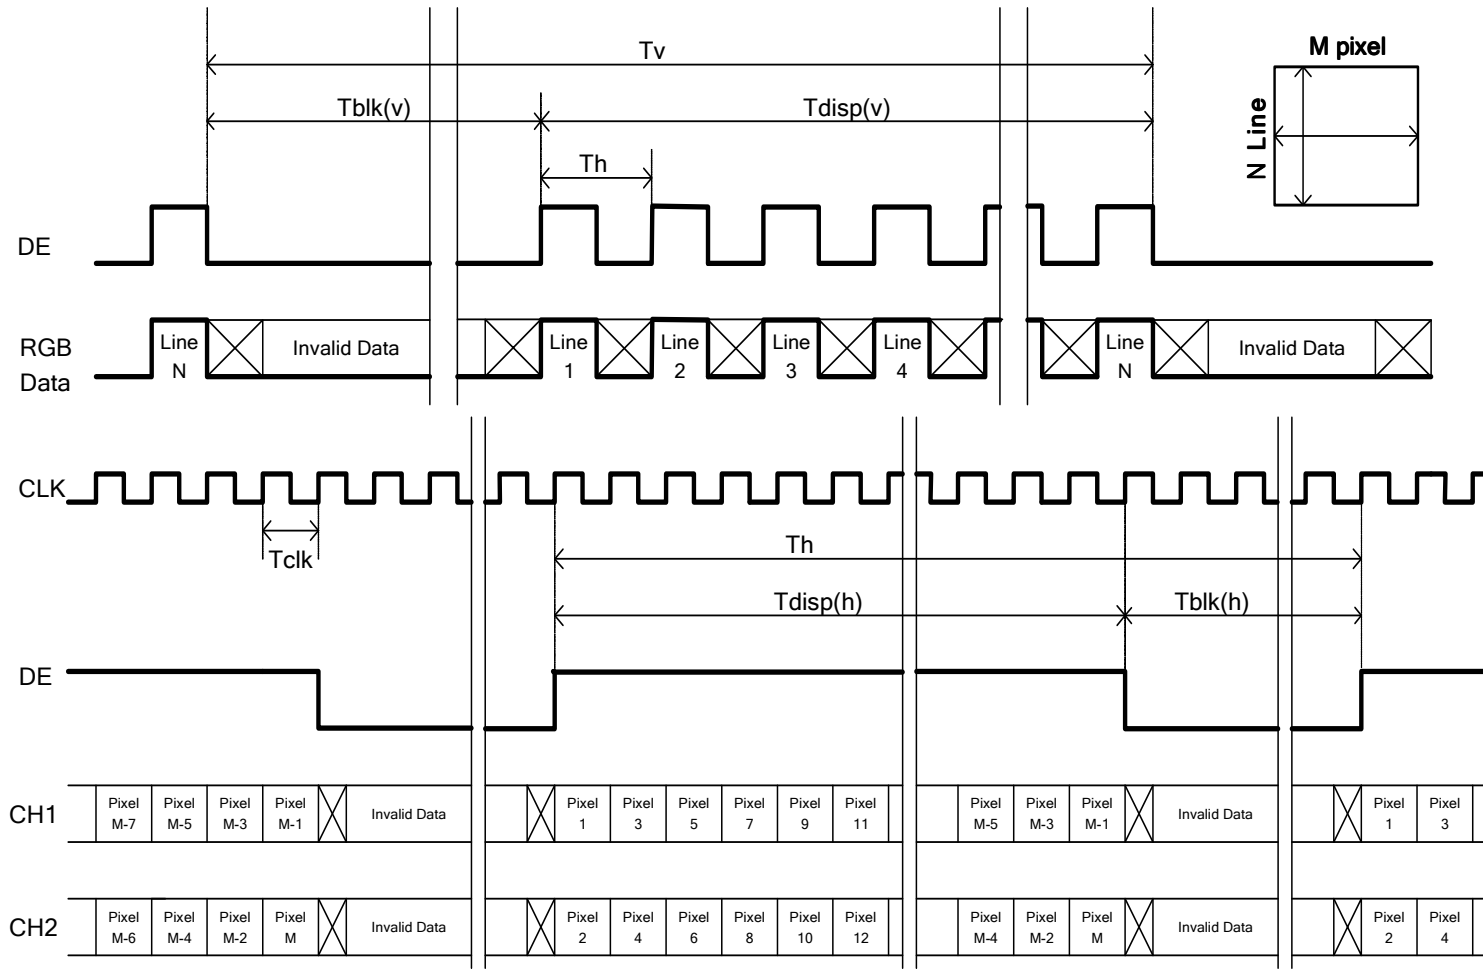 Tv
M pixel
Tblk(v) Tdisp(v)
N Line
Th
DE
RGB Data
Line N Invalid Data Line 1 Line 2 Line 3 Line 4 Line N Invalid Data
CLK
Tclk
Th
Tdisp(h) Tblk(h)
DE
CH1
Pixel M-7 Pixel M-5 Pixel M-3 Pixel M-1 Invalid Data Pixel 1 Pixel 3 Pixel 5 Pixel 7 Pixel 9 Pixel 11 Pixel M-5 Pixel M-3 Pixel M-1 Invalid Data Pixel 1 Pixel 3
CH2
Pixel M-6 Pixel M-4 Pixel M-2 Pixel M Invalid Data Pixel 2 Pixel 4 Pixel 6 Pixel 8 Pixel 10 Pixel 12 Pixel M-4 Pixel M-2 Pixel M Invalid Data Pixel 2 Pixel 4